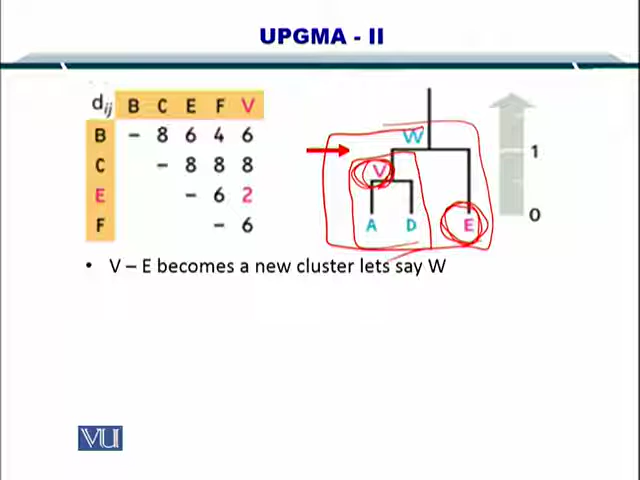 UPGMA - II
dij B C E F V
B - 8 6 4 6
C - 8 8 8
E - 6 2
F - 6
W
V
A D E
1
0
• V – E becomes a new cluster lets say W
VU